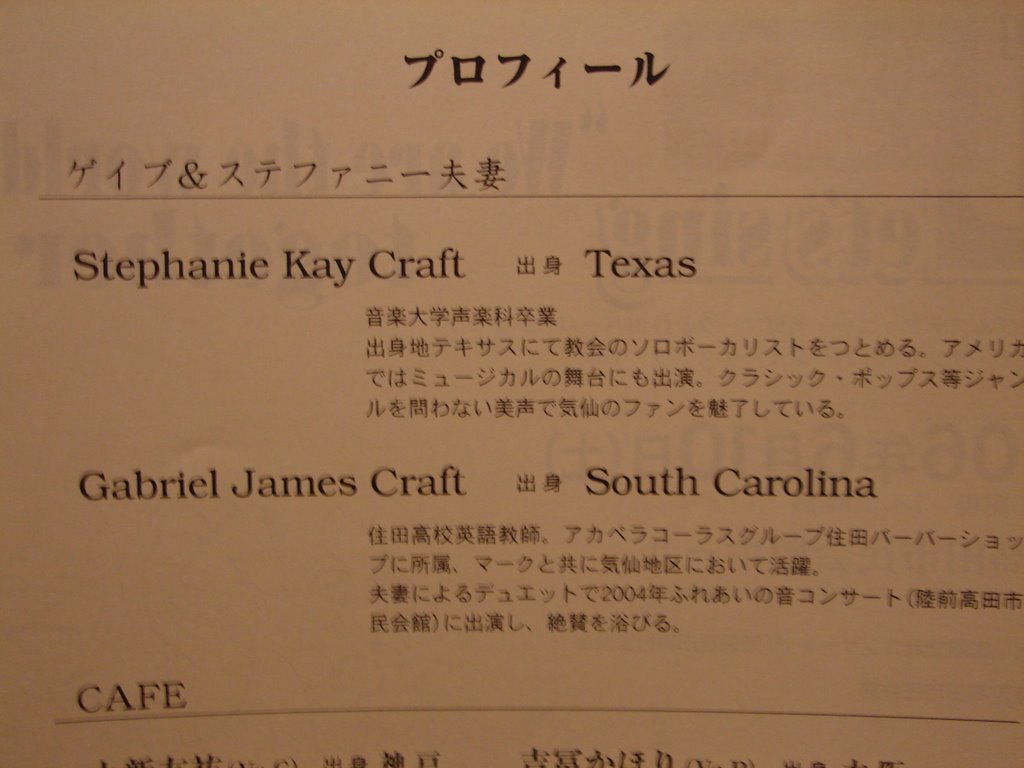 プロフィール
ゲイブ&ステファニー夫妻
Stephanie Kay Craft 出身 Texas
音楽大学声楽科卒業
出身地テキサスにて教会のソロボーカリストをつとめる。アメリカ
ではミュージカルの舞台にも出演。クラシック・ポップス等ジャン
ルを問わない美声で気仙のファンを魅了している。
Gabriel James Craft 出身 South Carolina
住田高校英語教師。アカペラコーラスグループ住田バーバーショッ
プに所属、マークと共に気仙地区において活躍。
夫妻によるデュエットで2004年ふれあいの音コンサート(陸前高田市
民会館)に出演し、絶賛を浴びる。
CAFE
出身 神戸 吉冨かほり 出身